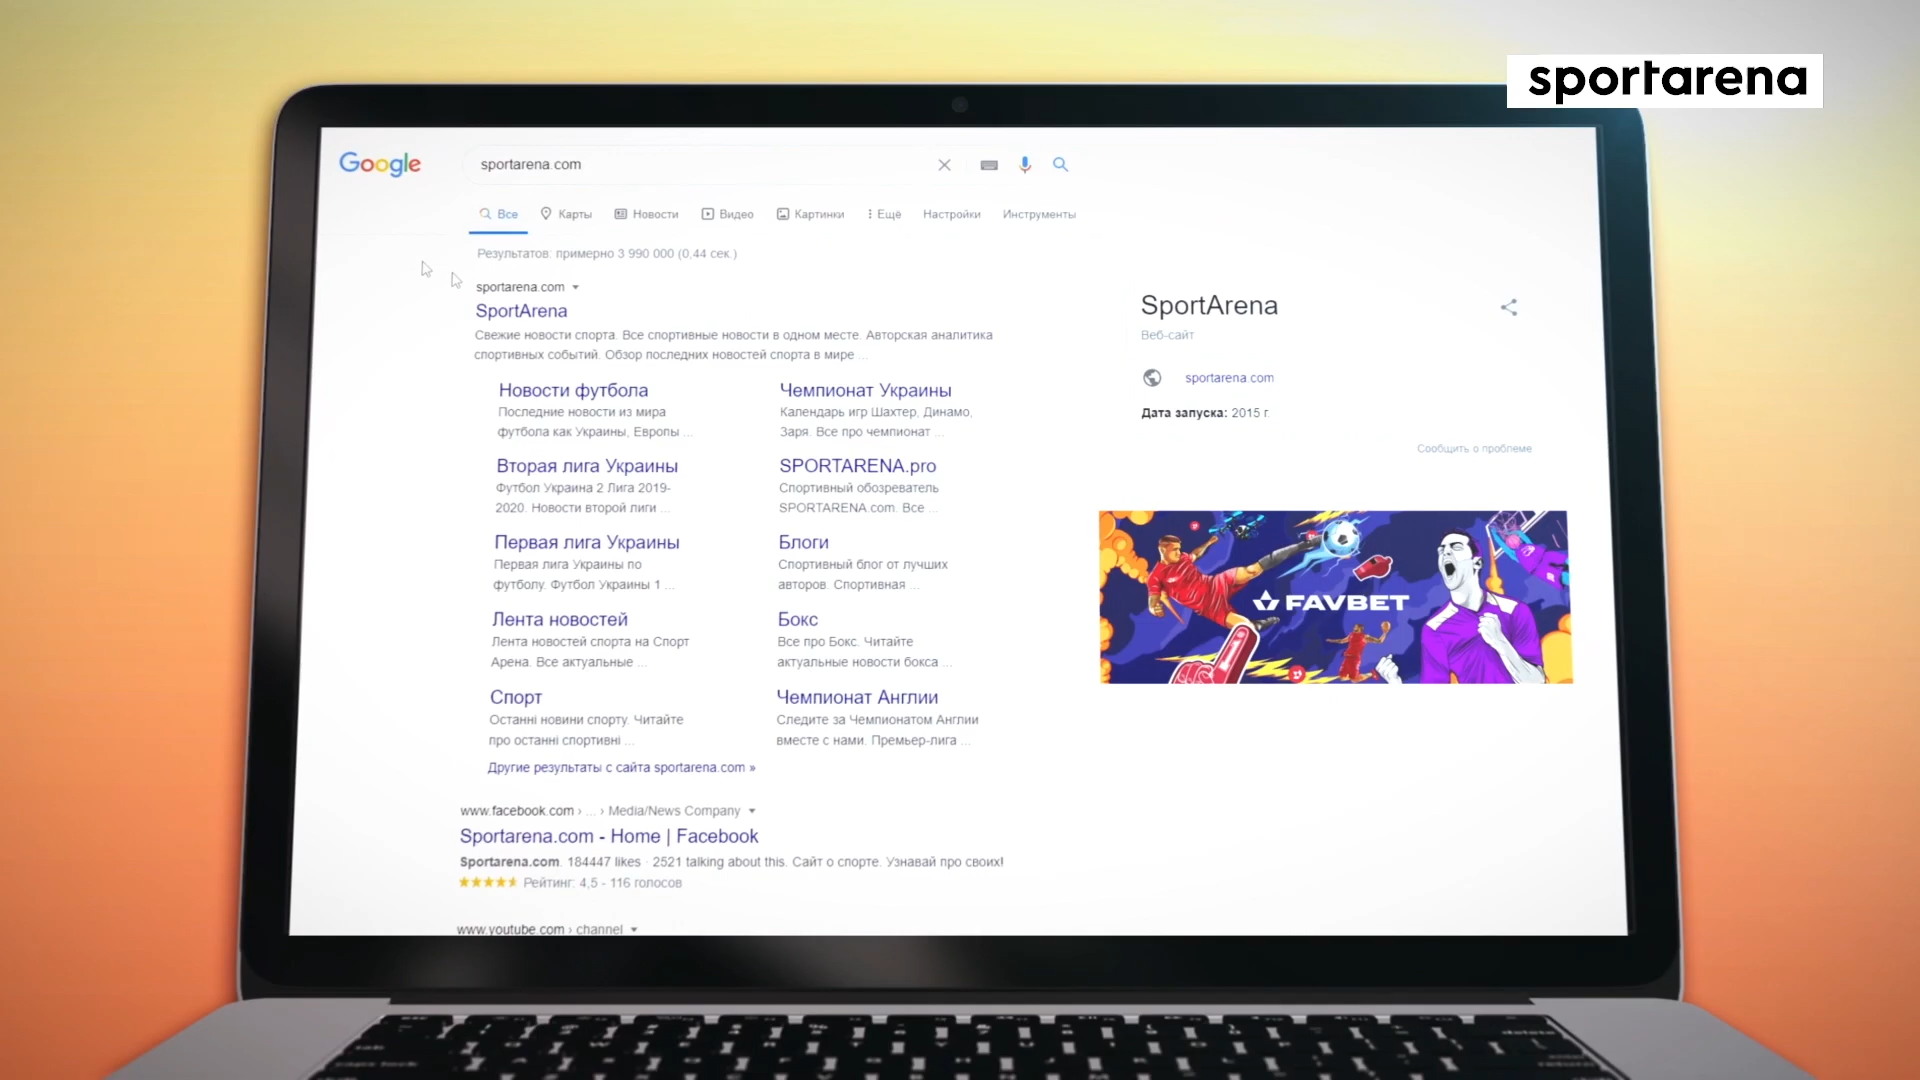 sportarena
Google
sportarena.com
Все Карты Новости Видео Картинки Ещё Настройки Инструменты
Результатов: примерно 3 990 000 (0,44 сек.)
sportarena.com
SportArena
Свежие новости спорта. Все спортивные новости в одном месте. Авторская аналитика
спортивных событий. Обзор последних новостей спорта в мире ...
Новости футбола
Последние новости из мира
футбола как Украины, Европы ...
Чемпионат Украины
Календарь игр Шахтер, Динамо,
Заря. Все про чемпионат ...
Вторая лига Украины
Футбол Украина 2 Лига 2019-
2020. Новости второй лиги ...
SPORTARENA.pro
Спортивный обозреватель
SPORTARENA.com. Все ...
Первая лига Украины
Первая лига Украины по
футболу. Футбол Украины 1 ...
Блоги
Спортивный блог от лучших
авторов. Спортивная ...
Лента новостей
Лента новостей спорта на Спорт
Арена. Все актуальные ...
Бокс
Все про Бокс. Читайте
актуальные новости бокса ...
Спорт
Останні новини спорту. Читайте
про останні спортивні ...
Чемпионат Англии
Следите за Чемпионатом Англии
вместе с нами. Премьер-лига ...
Другие результаты с сайта sportarena.com »
www.facebook.com › ... › Media/News Company
Sportarena.com - Home | Facebook
Sportarena.com. 184447 likes · 2521 talking about this. Сайт о спорте. Узнавай про своих!
Рейтинг: 4,5 - 116 голосов
www.youtube.com › channel
SportArena
Веб-сайт
sportarena.com
Дата запуска: 2015 г.
Сообщить о проблеме
FAVBET
1